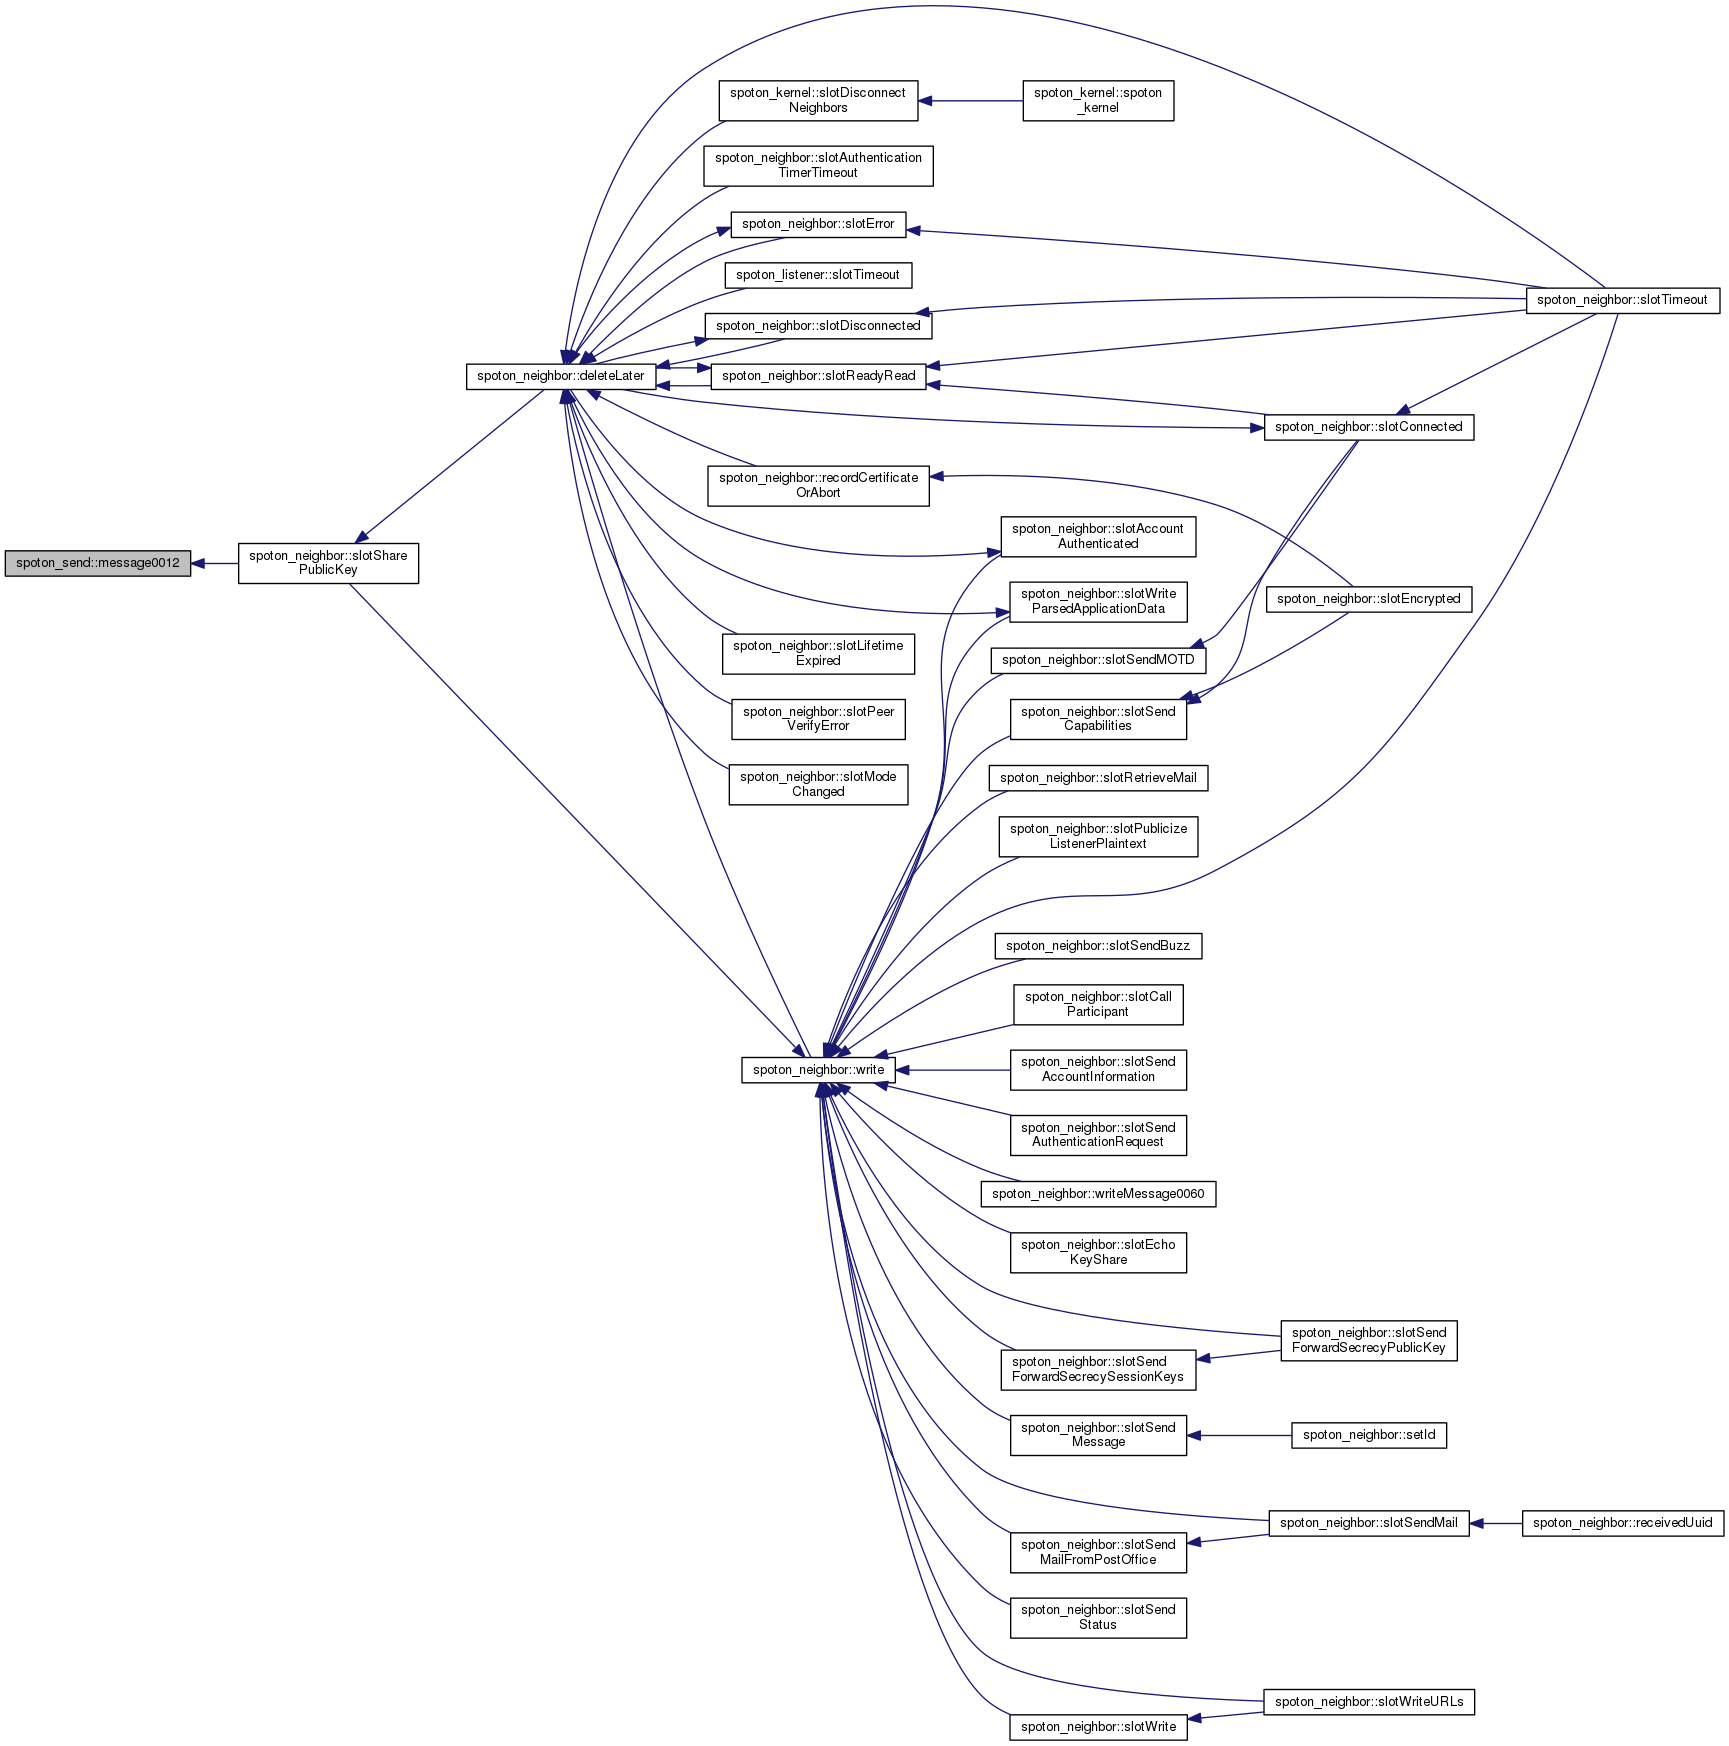 spoton_kernel::slotDisconnect
Neighbors
spoton_kernel::spoton
_kernel
spoton_neighbor::slotAuthentication
TimerTimeout
spoton_neighbor::slotError
spoton_listener::slotTimeout
spoton_neighbor::slotTimeout
spoton_neighbor::slotDisconnected
spoton_neighbor::deleteLater
spoton_neighbor::slotReadyRead
spoton_neighbor::slotConnected
spoton_neighbor::recordCertificate
OrAbort
spoton_neighbor::slotAccount
Authenticated
spoton_send::message0012
spoton_neighbor::slotShare
PublicKey
spoton_neighbor::slotWrite
ParsedApplicationData
spoton_neighbor::slotEncrypted
spoton_neighbor::slotLifetime
Expired
spoton_neighbor::slotSendMOTD
spoton_neighbor::slotPeer
VerifyError
spoton_neighbor::slotSend
Capabilities
spoton_neighbor::slotMode
Changed
spoton_neighbor::slotRetrieveMail
spoton_neighbor::slotPublicize
ListenerPlaintext
spoton_neighbor::slotSendBuzz
spoton_neighbor::slotCall
Participant
spoton_neighbor::write
spoton_neighbor::slotSend
AccountInformation
spoton_neighbor::slotSend
AuthenticationRequest
spoton_neighbor::writeMessage0060
spoton_neighbor::slotEcho
KeyShare
spoton_neighbor::slotSend
ForwardSecrecyPublicKey
spoton_neighbor::slotSend
ForwardSecrecySessionKeys
spoton_neighbor::slotSend
Message
spoton_neighbor::setId
spoton_neighbor::slotSendMail
spoton_neighbor::receivedUuid
spoton_neighbor::slotSend
MailFromPostOffice
spoton_neighbor::slotSend
Status
spoton_neighbor::slotWriteURLs
spoton_neighbor::slotWrite